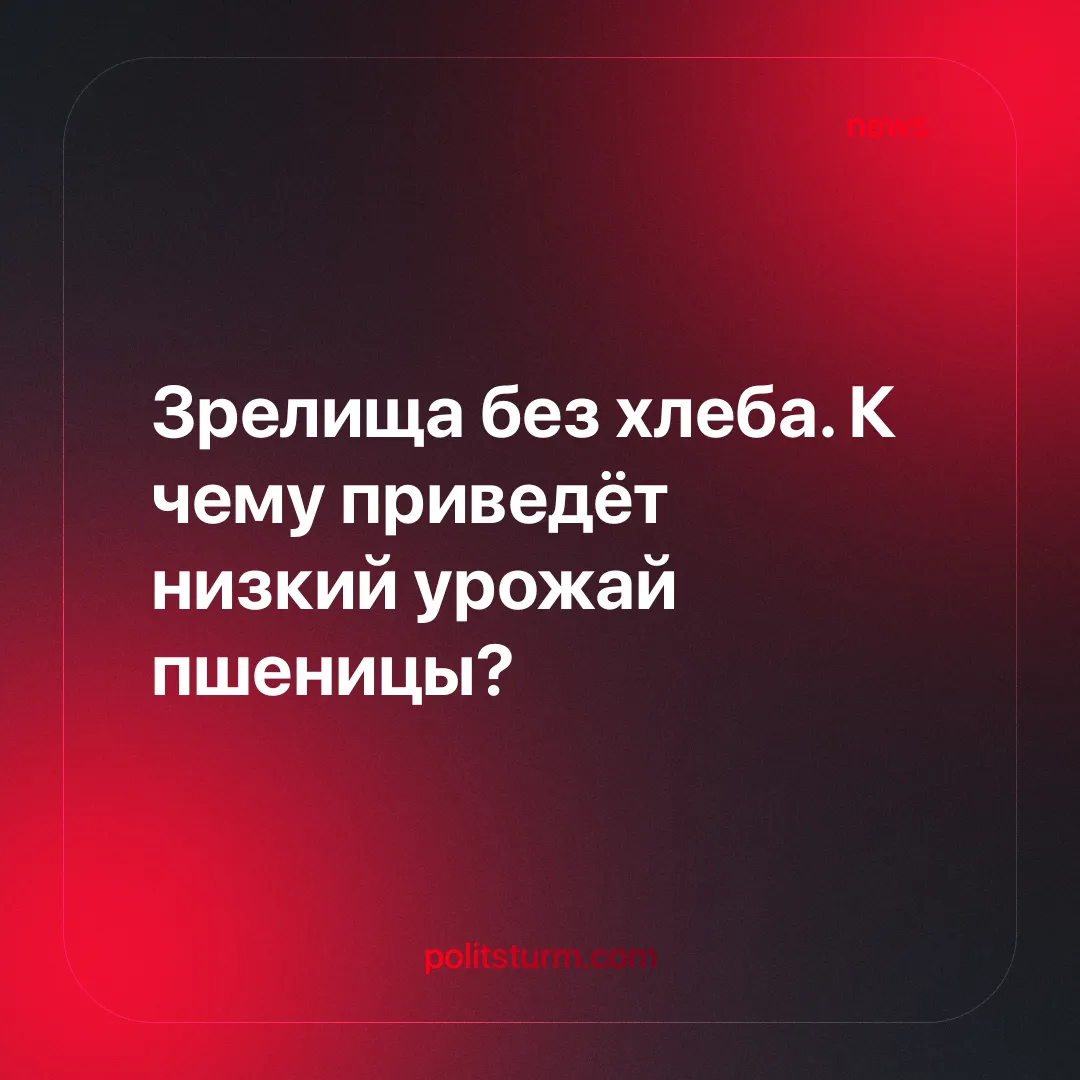 news
Зрелища без хлеба. К
чему приведёт
низкий урожай
пшеницы?
politsturm.com